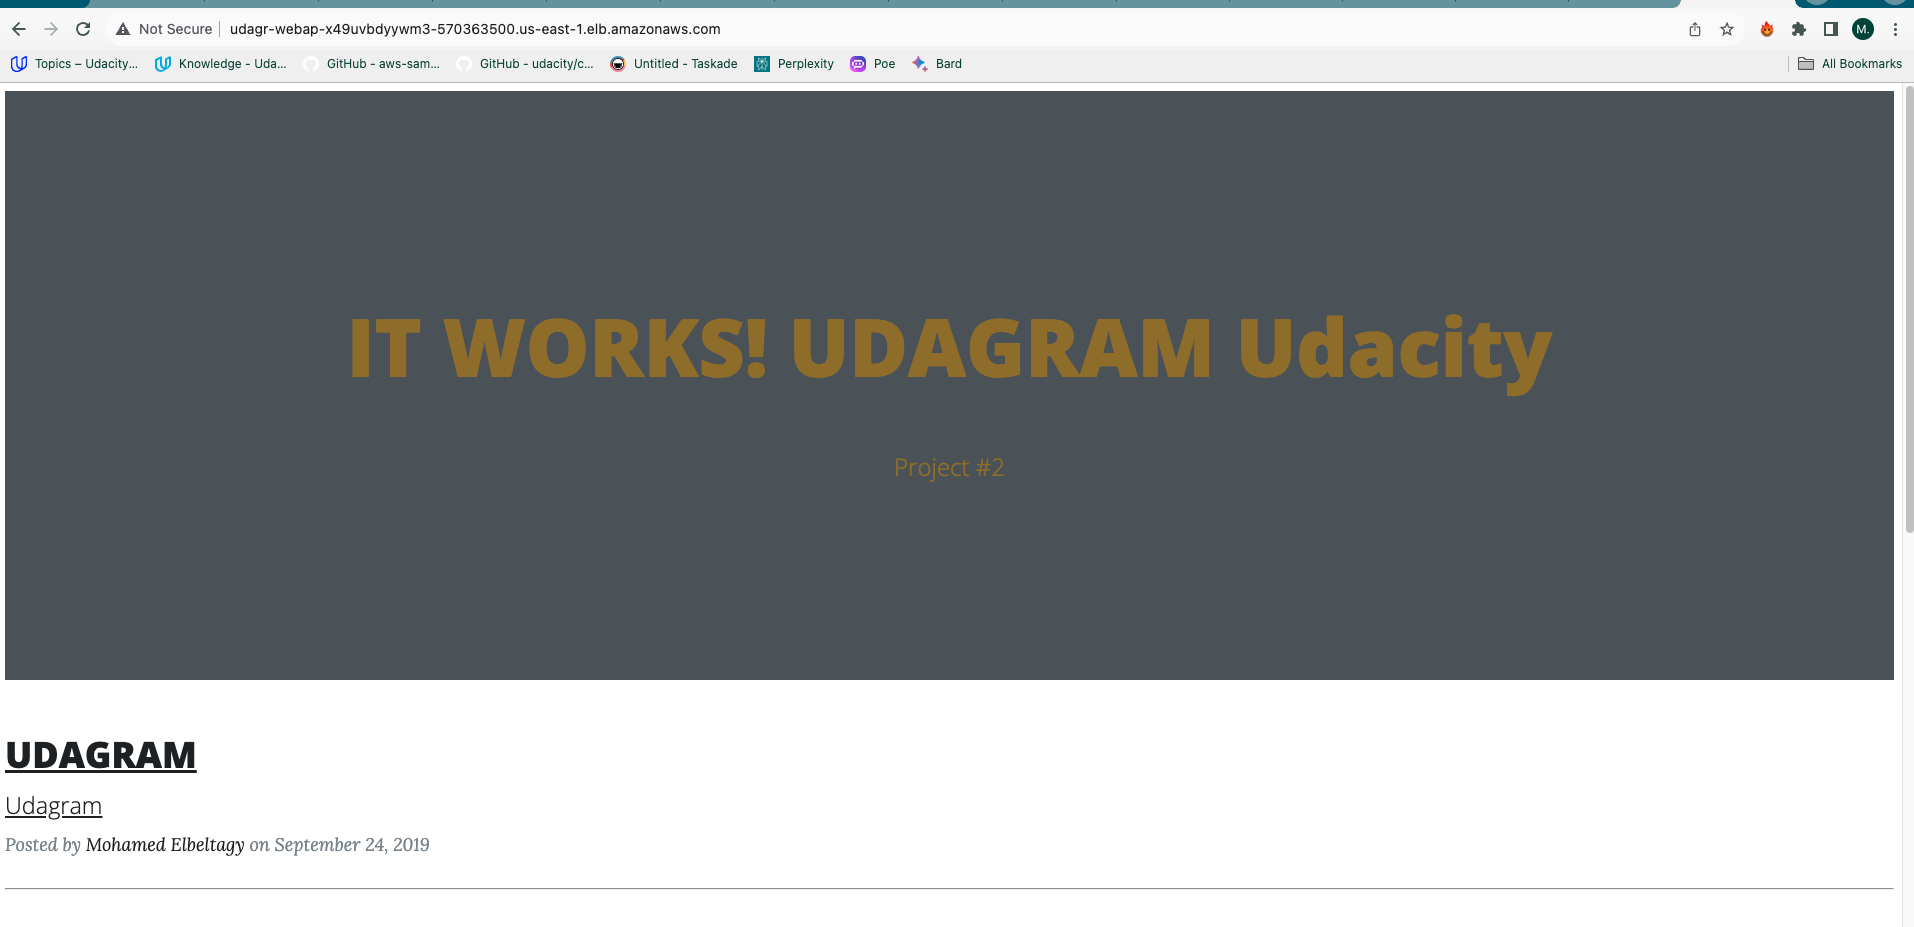 Not Secure udagr-webap-x49uvbdyywm3-570363500.us-east-1.elb.amazonaws.com M.
Topics – Udacity... Knowledge - Uda... GitHub - aws-sam... GitHub - udacity/c... Untitled - Taskade Perplexity Poe Bard All Bookmarks
IT WORKS! UDAGRAM Udacity
Project #2
UDAGRAM
Udagram
Posted by Mohamed Elbeltagy on September 24, 2019